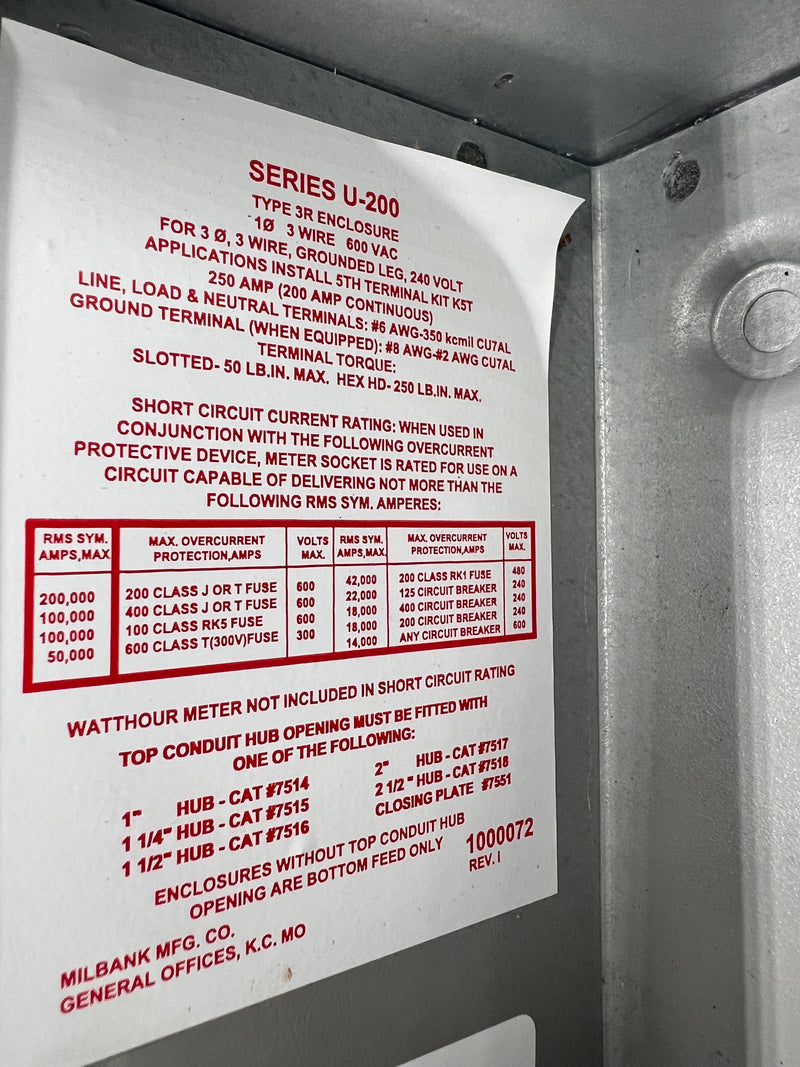 SERIES U-200
TYPE 3R ENCLOSURE
1Ø 3 WIRE 600 VAC
FOR 3 Ø, 3 WIRE, GROUNDED LEG, 240 VOLT
APPLICATIONS INSTALL 5TH TERMINAL KIT K5T
250 AMP (200 AMP CONTINUOUS)
LINE, LOAD & NEUTRAL TERMINALS: #6 AWG-350 kcmil CU7AL
GROUND TERMINAL (WHEN EQUIPPED): #8 AWG-#2 AWG CU7AL
TERMINAL TORQUE:
SLOTTED- 50 LB.IN. MAX. HEX HD- 250 LB.IN. MAX.
SHORT CIRCUIT CURRENT RATING: WHEN USED IN
CONJUNCTION WITH THE FOLLOWING OVERCURRENT
PROTECTIVE DEVICE, METER SOCKET IS RATED FOR USE ON A
CIRCUIT CAPABLE OF DELIVERING NOT MORE THAN THE
FOLLOWING RMS SYM. AMPERES:
RMS SYM. AMPS,MAX MAX. OVERCURRENT PROTECTION,AMPS VOLTS MAX.
200,000 200 CLASS J OR T FUSE 600
100,000 400 CLASS J OR T FUSE 600
100,000 100 CLASS RK5 FUSE 600
50,000 600 CLASS T(300V)FUSE 300
RMS SYM. AMPS,MAX. MAX. OVERCURRENT PROTECTION,AMPS VOLTS MAX.
42,000 200 CLASS RK1 FUSE 480
22,000 125 CIRCUIT BREAKER 240
18,000 400 CIRCUIT BREAKER 240
18,000 200 CIRCUIT BREAKER 240
14,000 ANY CIRCUIT BREAKER 600
WATTHOUR METER NOT INCLUDED IN SHORT CIRCUIT RATING
TOP CONDUIT HUB OPENING MUST BE FITTED WITH
ONE OF THE FOLLOWING:
1" HUB - CAT #7514
1 1/4" HUB - CAT #7515
1 1/2" HUB - CAT #7516
2" HUB - CAT #7517
2 1/2 " HUB - CAT #7518
CLOSING PLATE #7551
ENCLOSURES WITHOUT TOP CONDUIT HUB
OPENING ARE BOTTOM FEED ONLY
1000072
REV. I
MILBANK MFG. CO.
GENERAL OFFICES, K.C. MO